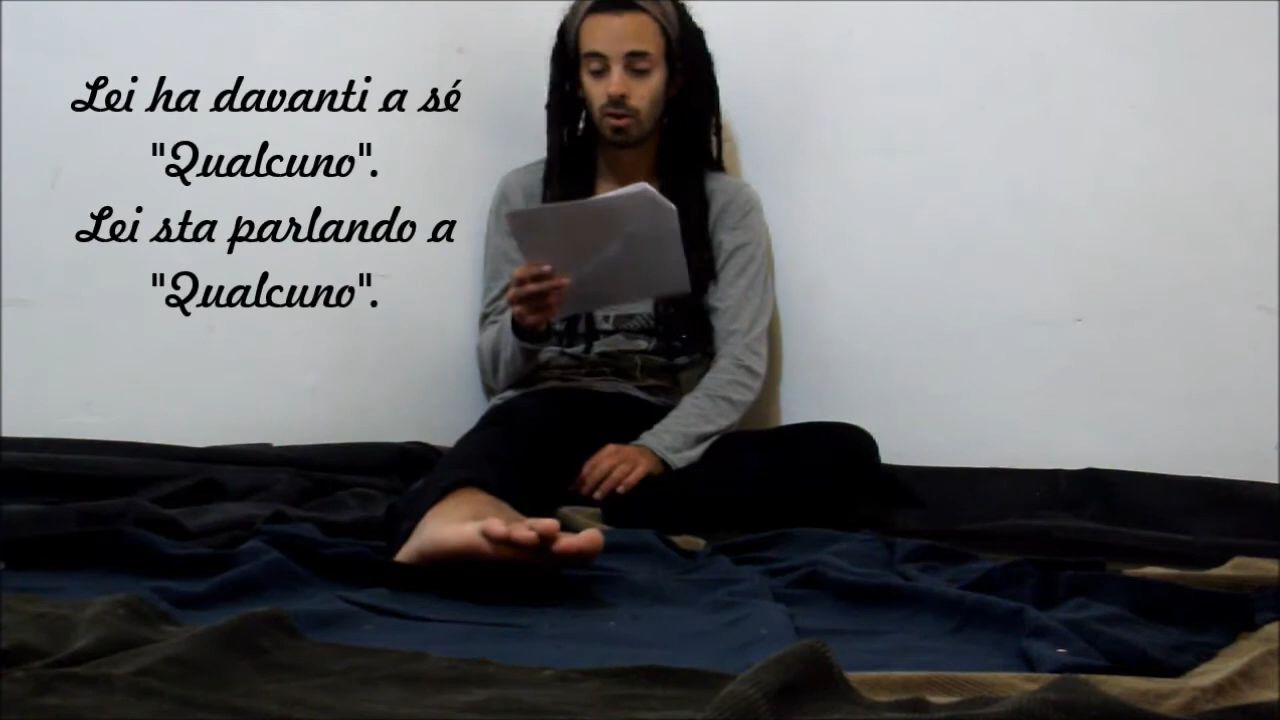 Lei ha davanti a sé
"Qualcuno".
Lei sta parlando a
"Qualcuno".